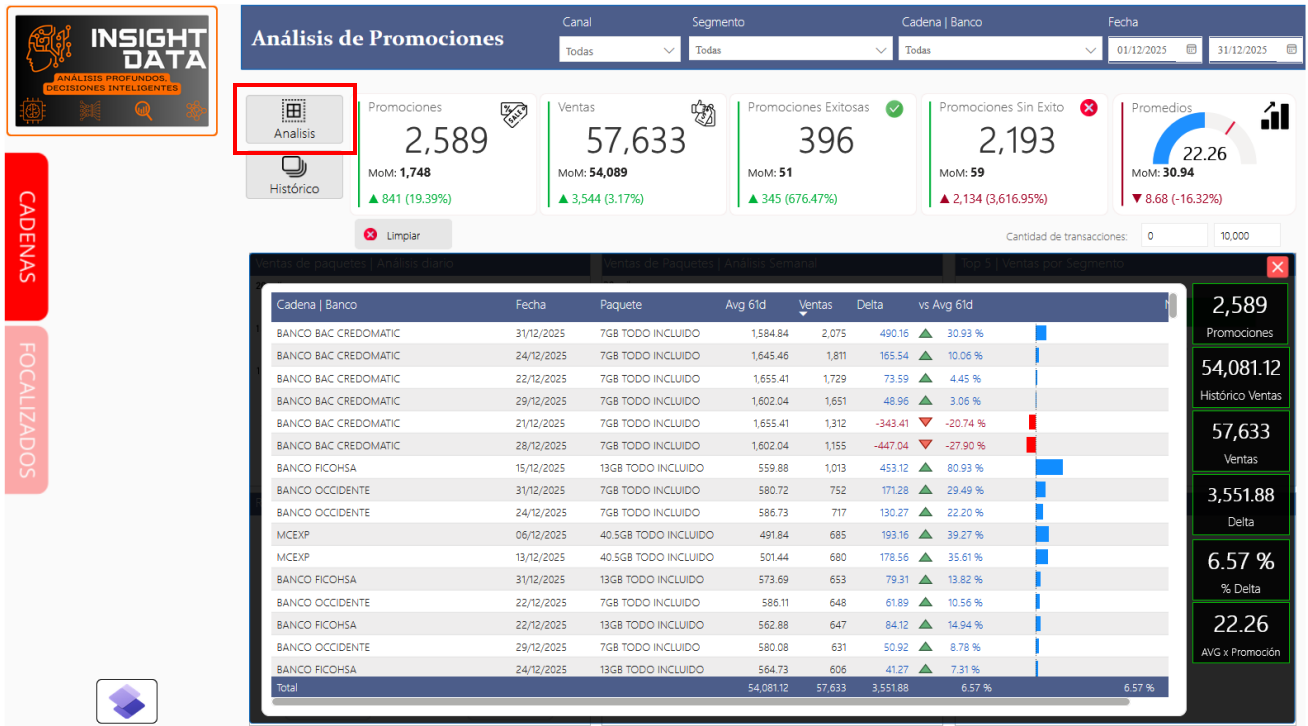 INSIGHT
DATA
ANÁLISIS PROFUNDOS,
DECISIONES INTELIGENTES
Análisis de Promociones
Canal
Todas
Segmento
Todas
Cadena | Banco
Todas
Fecha
01/12/2025
31/12/2025
Analisis
Histórico
Promociones
2,589
MoM: 1,748
841 (19.39%)
Ventas
57,633
MoM: 54,089
3,544 (3.17%)
Promociones Exitosas
396
MoM: 51
345 (676.47%)
Promociones Sin Exito
2,193
MoM: 59
2,134 (3,616.95%)
Promedios
22.26
MoM: 30.94
8.68 (-16.32%)
SALE
CADENAS
FOCALIZADOS
Limpiar
Cantidad de transacciones: 0 10,000
Ventas de paquetes | Análisis diario
Ventas de Paquetes | Análisis Semanal
Top 5 | Ventas por Segmento
Cadena | Banco Fecha Paquete Avg 61d Ventas Delta vs Avg 61d
BANCO BAC CREDOMATIC 31/12/2025 7GB TODO INCLUIDO 1,584.84 2,075 490.16 30.93 %
BANCO BAC CREDOMATIC 24/12/2025 7GB TODO INCLUIDO 1,645.46 1,811 165.54 10.06 %
BANCO BAC CREDOMATIC 22/12/2025 7GB TODO INCLUIDO 1,655.41 1,729 73.59 4.45 %
BANCO BAC CREDOMATIC 29/12/2025 7GB TODO INCLUIDO 1,602.04 1,651 48.96 3.06 %
BANCO BAC CREDOMATIC 21/12/2025 7GB TODO INCLUIDO 1,655.41 1,312 -343.41 -20.74 %
BANCO BAC CREDOMATIC 28/12/2025 7GB TODO INCLUIDO 1,602.04 1,155 -447.04 -27.90 %
BANCO FICOHSA 15/12/2025 13GB TODO INCLUIDO 559.88 1,013 453.12 80.93 %
BANCO OCCIDENTE 31/12/2025 7GB TODO INCLUIDO 580.72 752 171.28 29.49 %
BANCO OCCIDENTE 24/12/2025 7GB TODO INCLUIDO 586.73 717 130.27 22.20 %
MCEXP 06/12/2025 40.5GB TODO INCLUIDO 491.84 685 193.16 39.27 %
MCEXP 13/12/2025 40.5GB TODO INCLUIDO 501.44 680 178.56 35.61 %
BANCO FICOHSA 31/12/2025 13GB TODO INCLUIDO 573.69 653 79.31 13.82 %
BANCO OCCIDENTE 22/12/2025 7GB TODO INCLUIDO 586.11 648 61.89 10.56 %
BANCO FICOHSA 22/12/2025 13GB TODO INCLUIDO 562.88 647 84.12 14.94 %
BANCO OCCIDENTE 29/12/2025 7GB TODO INCLUIDO 580.08 631 50.92 8.78 %
BANCO FICOHSA 24/12/2025 13GB TODO INCLUIDO 564.73 606 41.27 7.31 %
Total 54,081.12 57,633 3,551.88 6.57 % 6.57 %
2,589
Promociones
54,081.12
Histórico Ventas
57,633
Ventas
3,551.88
Delta
6.57 %
% Delta
22.26
AVG x Promoción